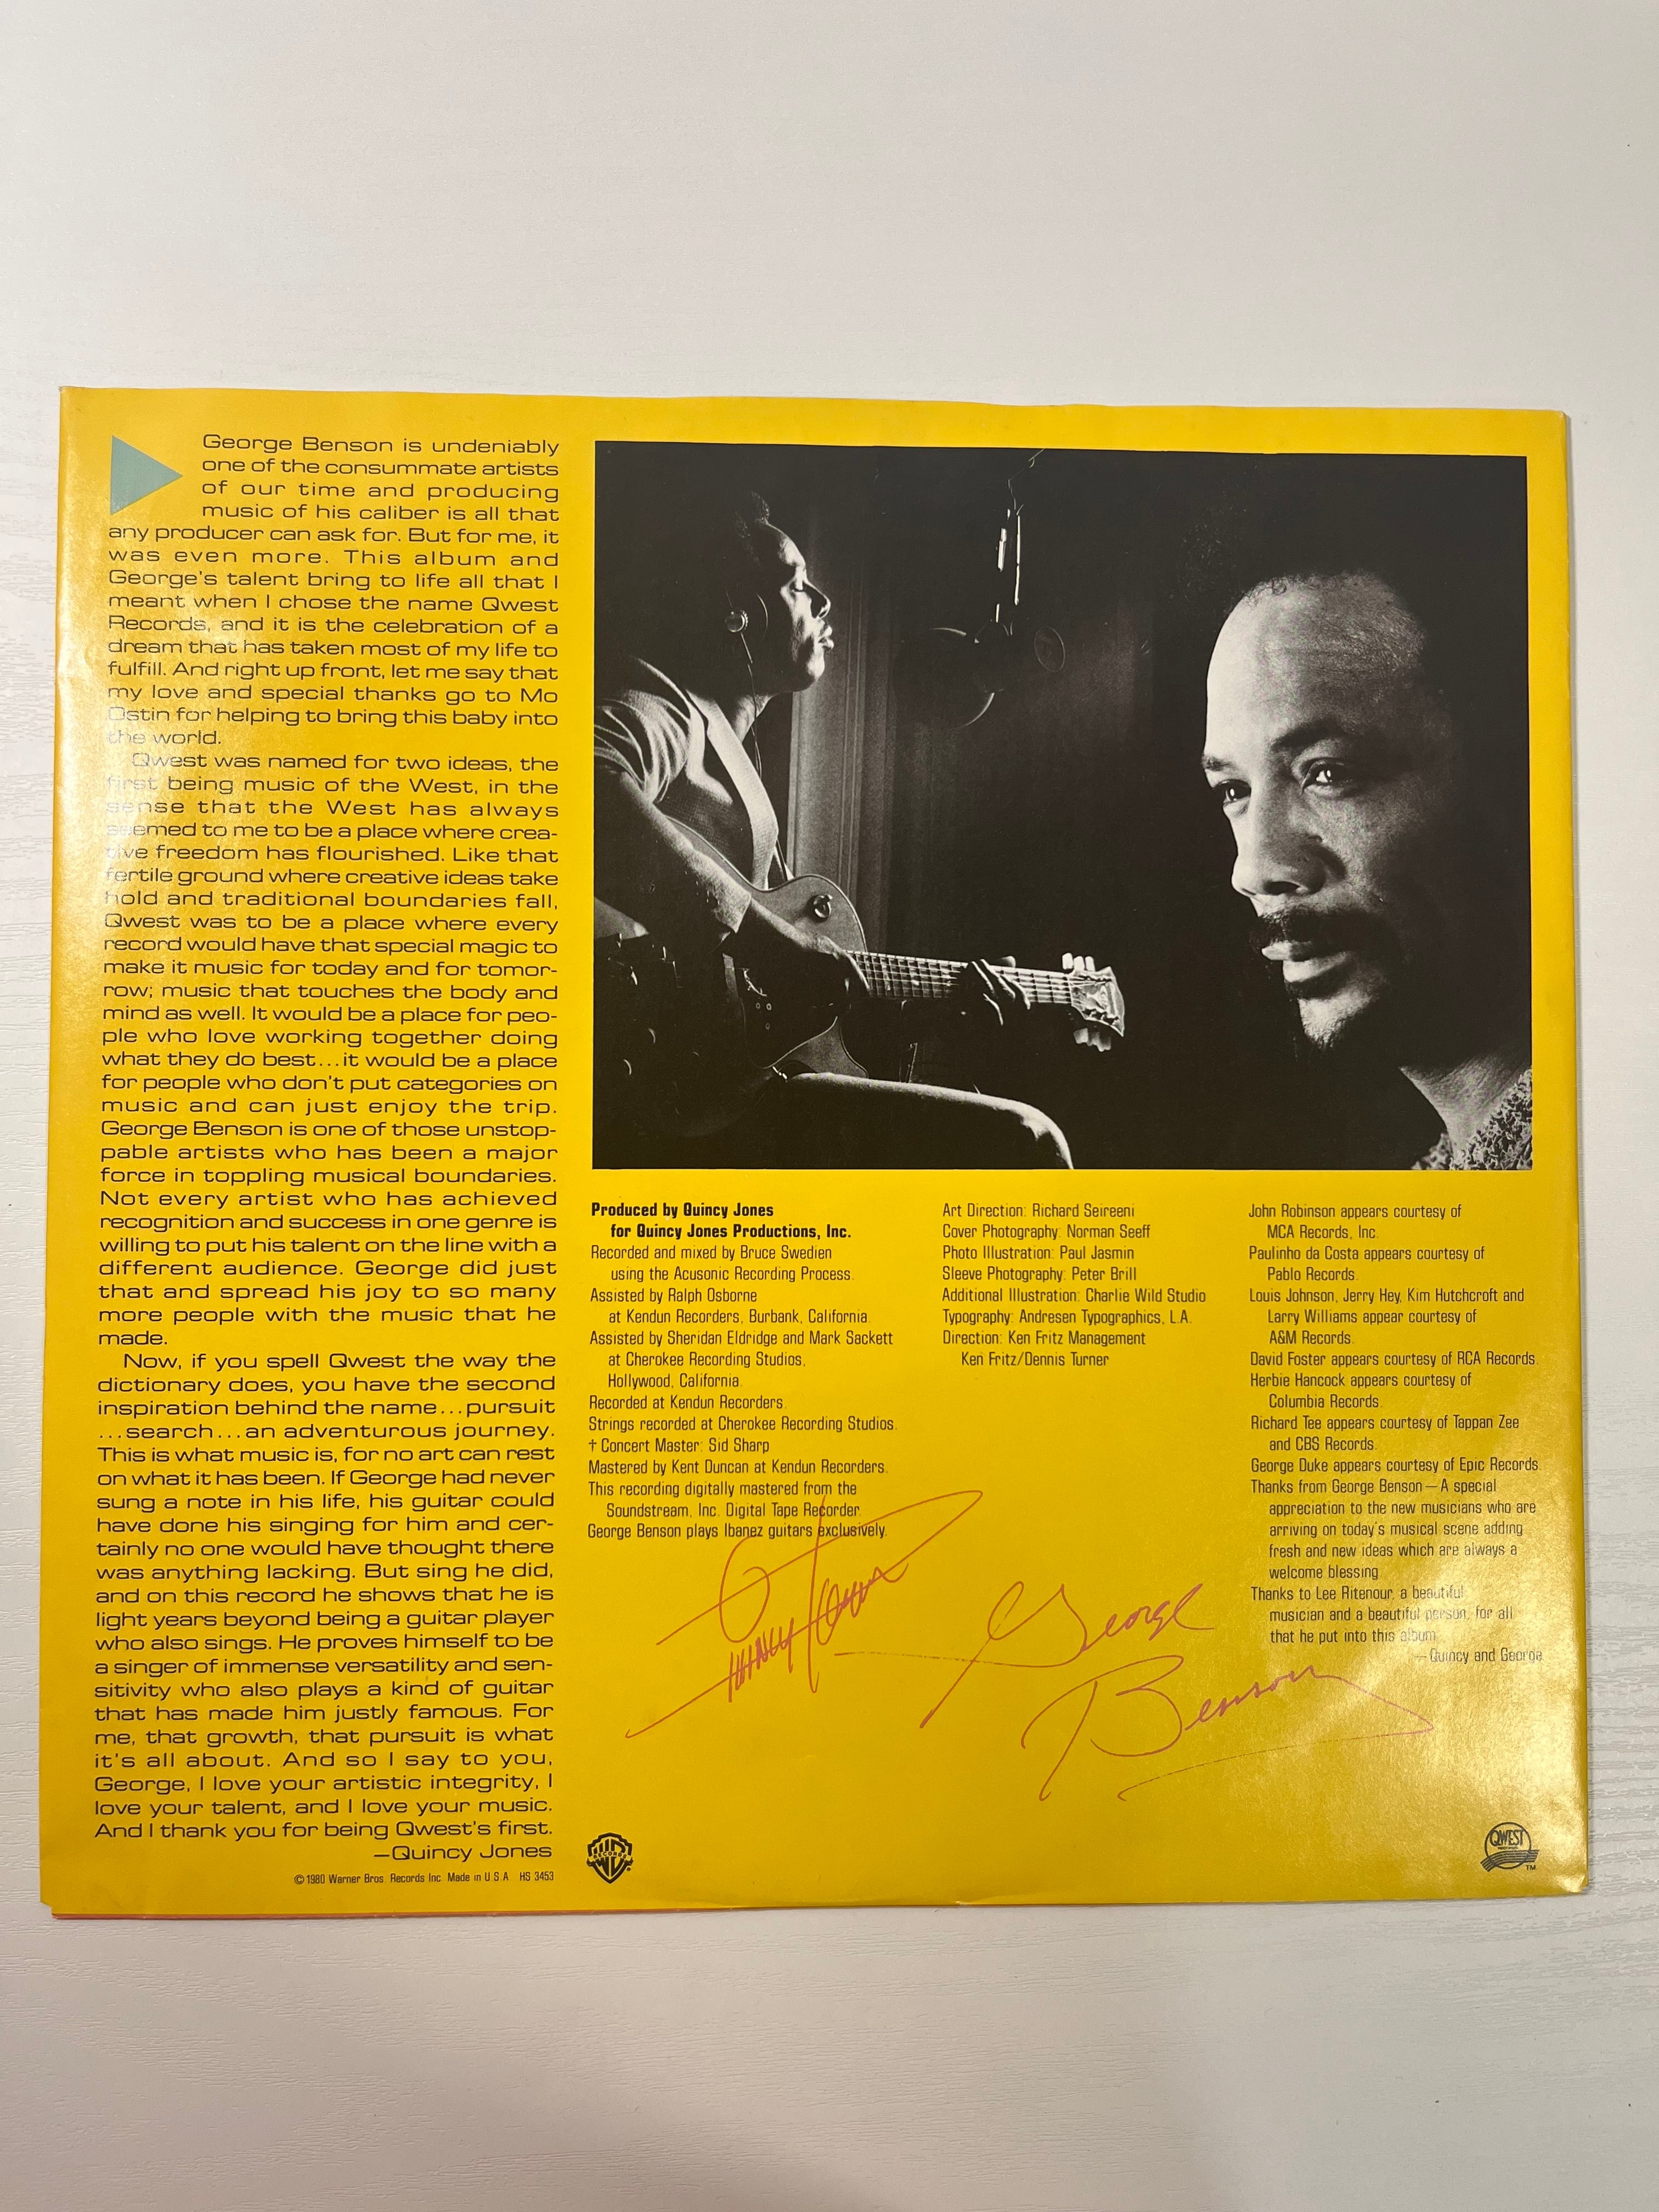 George Benson is undeniably
one of the consummate artists
of our time and producing
music of his caliber is all that
any producer can ask for. But for me, it
was even more. This album and
George's talent bring to life all that I
meant when I chose the name Qwest
Records, and it is the celebration of a
dream that has taken most of my life to
fulfill. And right up front, let me say that
my love and special thanks go to Mo
Ostin for helping to bring this baby into
the world.
Qwest was named for two ideas, the
first being music of the West, in the
sense that the West has always
seemed to me to be a place where crea-
tive freedom has flourished. Like that
fertile ground where creative ideas take
hold and traditional boundaries fall,
Qwest was to be a place where every
record would have that special magic to
make it music for today and for tomor-
row; music that touches the body and
mind as well. It would be a place for peo-
ple who love working together doing
what they do best...it would be a place
for people who don't put categories on
music and can just enjoy the trip.
George Benson is one of those unstop-
pable artists who has been a major
force in toppling musical boundaries.
Not every artist who has achieved
recognition and success in one genre is
willing to put his talent on the line with a
different audience. George did just
that and spread his joy to so many
more people with the music that he
made.
Now, if you spell Qwest the way the
dictionary does, you have the second
inspiration behind the name...pursuit
...search...an adventurous journey.
This is what music is, for no art can rest
on what it has been. If George had never
sung a note in his life, his guitar could
have done his singing for him and cer-
tainly no one would have thought there
was anything lacking. But sing he did,
and on this record he shows that he is
light years beyond being a guitar player
who also sings. He proves himself to be
a singer of immense versatility and sen-
sitivity who also plays a kind of guitar
that has made him justly famous. For
me, that growth, that pursuit is what
it's all about. And so I say to you,
George, I love your artistic integrity, I
love your talent, and I love your music.
And I thank you for being Qwest's first.
—Quincy Jones
©1980 Warner Bros. Records Inc. Made in U.S.A. HS 3453
Produced by Quincy Jones
for Quincy Jones Productions, Inc.
Recorded and mixed by Bruce Swedien
using the Acusonic Recording Process.
Assisted by Ralph Osborne
at Kendun Recorders, Burbank, California.
Assisted by Sheridan Eldridge and Mark Sackett
at Cherokee Recording Studios,
Hollywood, California.
Recorded at Kendun Recorders.
Strings recorded at Cherokee Recording Studios.
† Concert Master: Sid Sharp
Mastered by Kent Duncan at Kendun Recorders.
This recording digitally mastered from the
Soundstream, Inc. Digital Tape Recorder.
George Benson plays Ibanez guitars exclusively.
Art Direction: Richard Seireeni
Cover Photography: Norman Seeff
Photo Illustration: Paul Jasmin
Sleeve Photography: Peter Brill
Additional Illustration: Charlie Wild Studio
Typography: Andresen Typographics, L.A.
Direction: Ken Fritz Management
Ken Fritz/Dennis Turner
John Robinson appears courtesy of
MCA Records, Inc.
Paulinho da Costa appears courtesy of
Pablo Records.
Louis Johnson, Jerry Hey, Kim Hutchcroft and
Larry Williams appear courtesy of
A&M Records.
David Foster appears courtesy of RCA Records.
Herbie Hancock appears courtesy of
Columbia Records.
Richard Tee appears courtesy of Tappan Zee
and CBS Records.
George Duke appears courtesy of Epic Records.
Thanks from George Benson—A special
appreciation to the new musicians who are
arriving on today's musical scene adding
fresh and new ideas which are always a
welcome blessing.
Thanks to Lee Ritenour, a beautiful
musician and a beautiful person, for all
that he put into this album.
—Quincy and George
Quincy Jones
George
Benson
WB
RECORDS
QWEST
TM